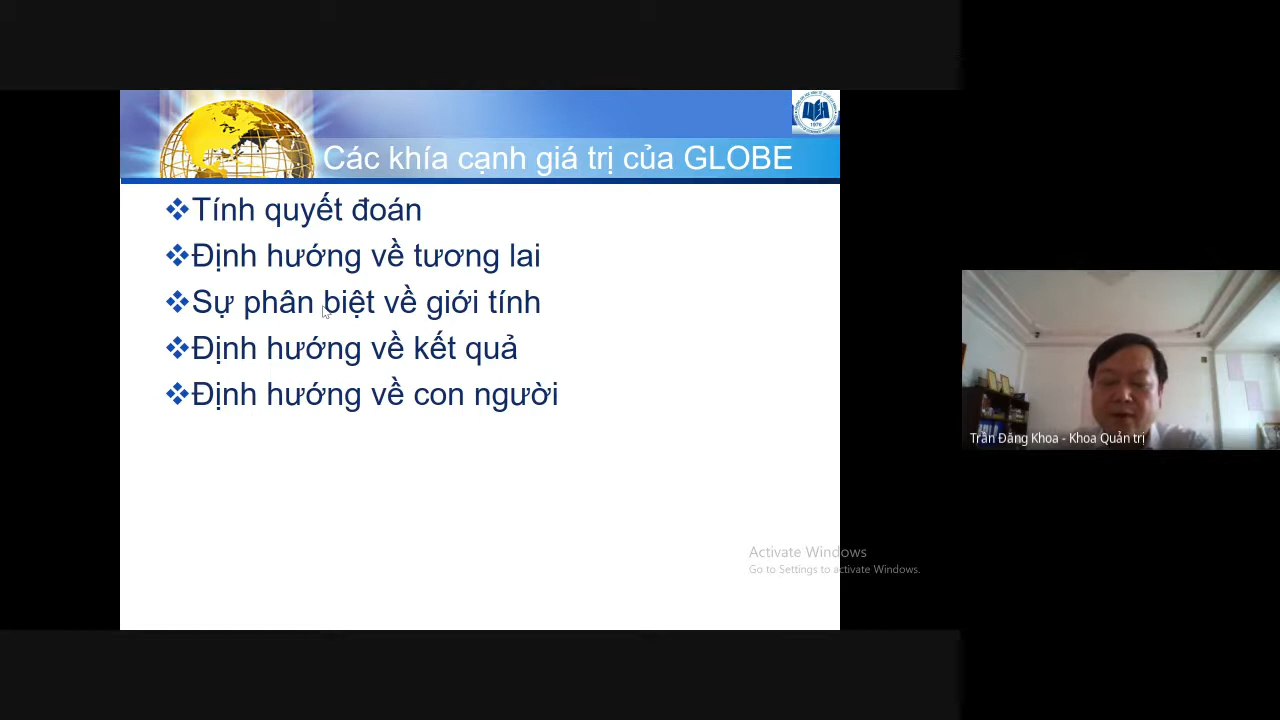 Các khía cạnh giá trị của GLOBE
Tính quyết đoán
Định hướng về tương lai
Sự phân biệt về giới tính
Định hướng về kết quả
Định hướng về con người
Activate Windows
Go to Settings to activate Windows.
Trần Đăng Khoa - Khoa Quản trị
1976